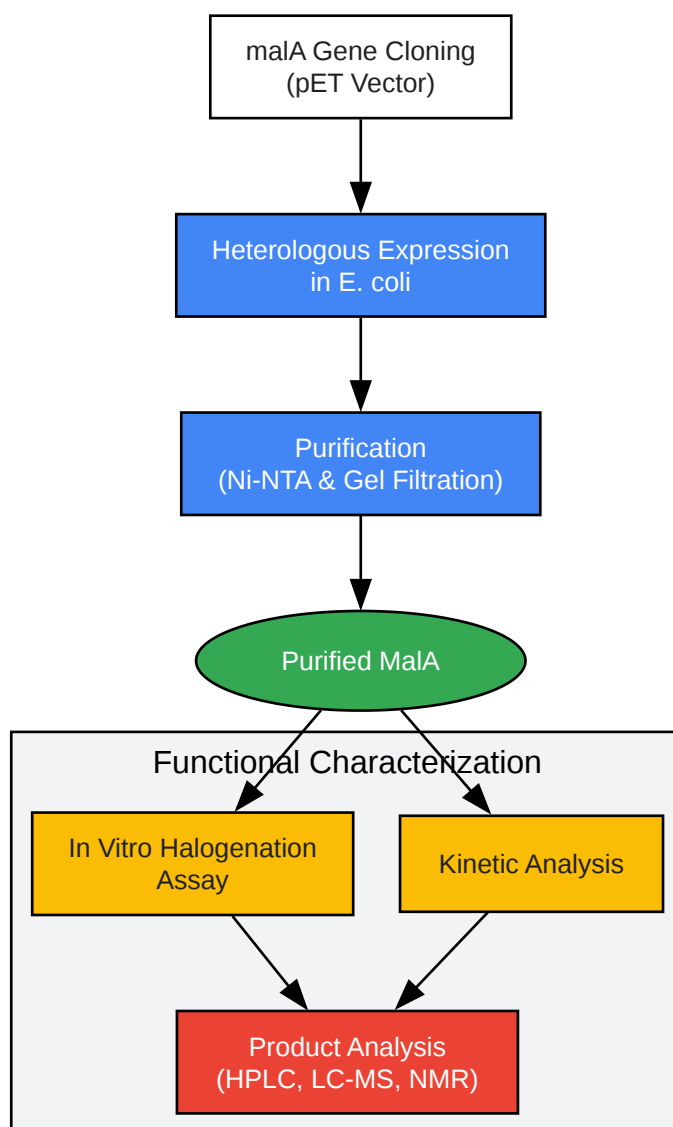 malA Gene Cloning
(pET Vector)
Heterologous Expression
in E. coli
Purification
(Ni-NTA & Gel Filtration)
Purified MalA
Functional Characterization
In Vitro Halogenation
Assay
Kinetic Analysis
Product Analysis
(HPLC, LC-MS, NMR)